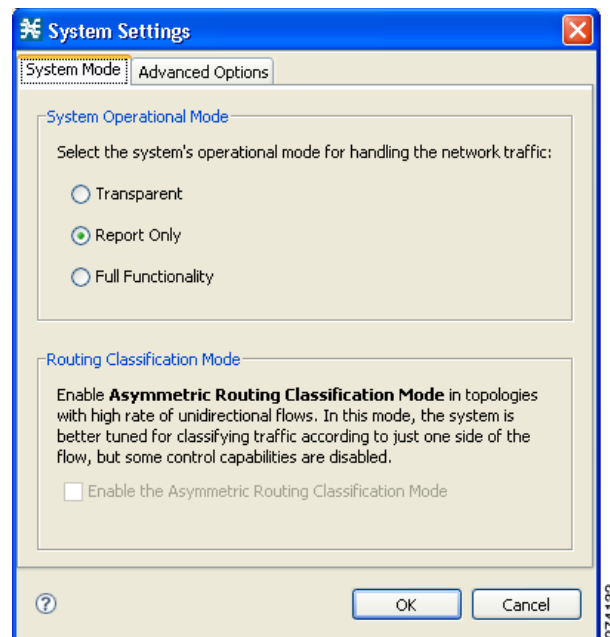 System Settings
System Mode
Advanced Options
System Operational Mode
Select the system's operational mode for handling the network traffic:
Transparent
Report Only
Full Functionality
Routing Classification Mode
Enable Asymmetric Routing Classification Mode in topologies
with high rate of unidirectional flows. In this mode, the system is
better tuned for classifying traffic according to just one side of the
flow, but some control capabilities are disabled.
Enable the Asymmetric Routing Classification Mode
?
OK
Cancel